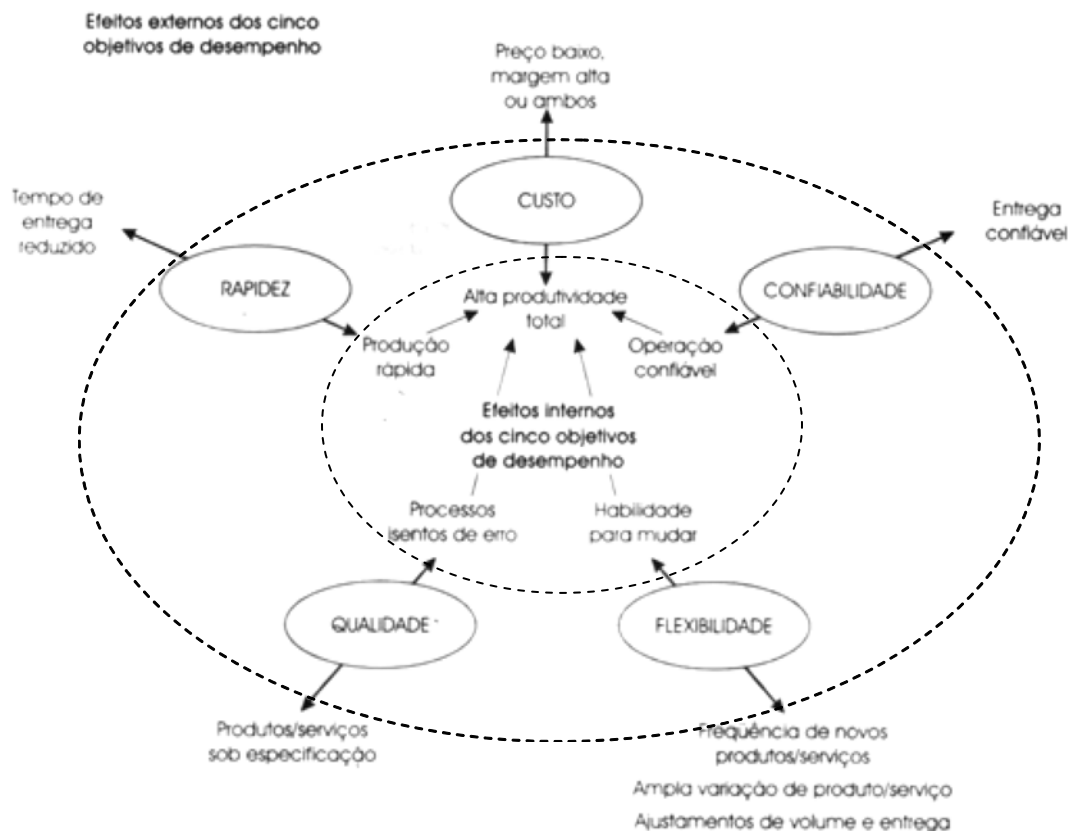 Efeitos externos dos cinco
objetivos de desempenho
Preço baixo,
margem alta
ou ambos
CUSTO
Tempo de
entrega
reduzido
RAPIDEZ
Entrega
confiável
CONFIABILIDADE
Alta produtividade
total
Produção
rápida
Operação
confiável
Efeitos internos
dos cinco objetivos
de desempenho
Processos
isentos de erro
Habilidade
para mudar
QUALIDADE
FLEXIBILIDADE
Produtos/serviços
sob especificação
Freqüência de novos
produtos/serviços
Ampla variação de produto/serviço
Ajustamentos de volume e entrega